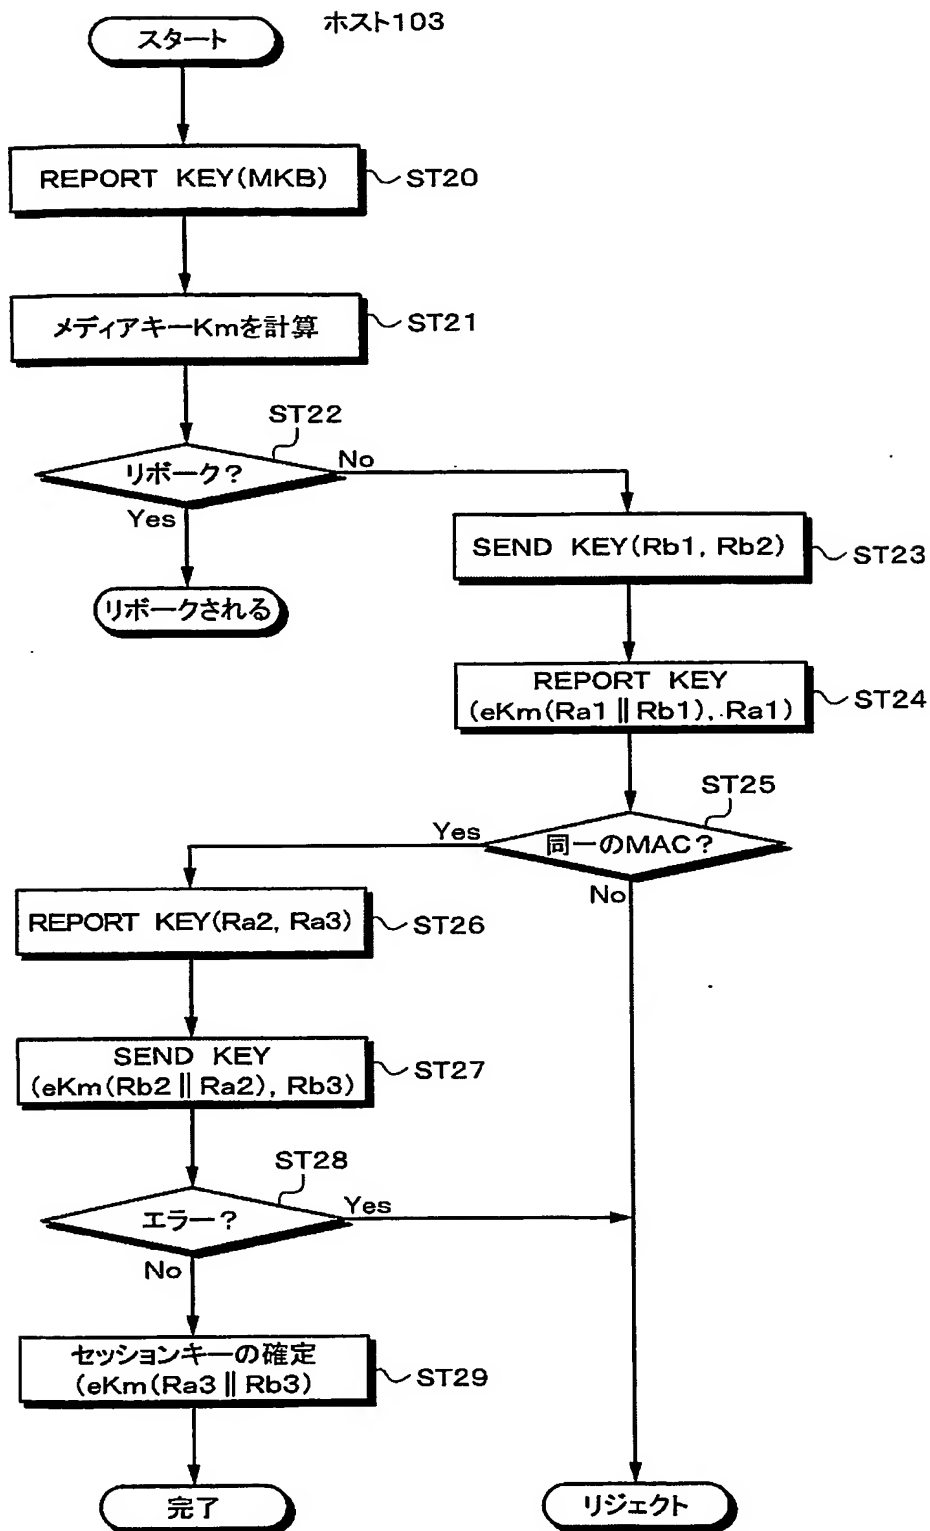 ホスト103
スタート
REPORT KEY(MKB)
ST20
メディアキーKmを計算
ST21
ST22
リボーク?
No
Yes
リボークされる
SEND KEY(Rb1, Rb2)
ST23
REPORT KEY
(eKm(Ra1 || Rb1), Ra1)
ST24
ST25
同一のMAC?
Yes
No
REPORT KEY(Ra2, Ra3)
ST26
SEND KEY
(eKm(Rb2 || Ra2), Rb3)
ST27
ST28
エラー?
Yes
No
セッションキーの確定
(eKm(Ra3 || Rb3)
ST29
完了
リジェクト